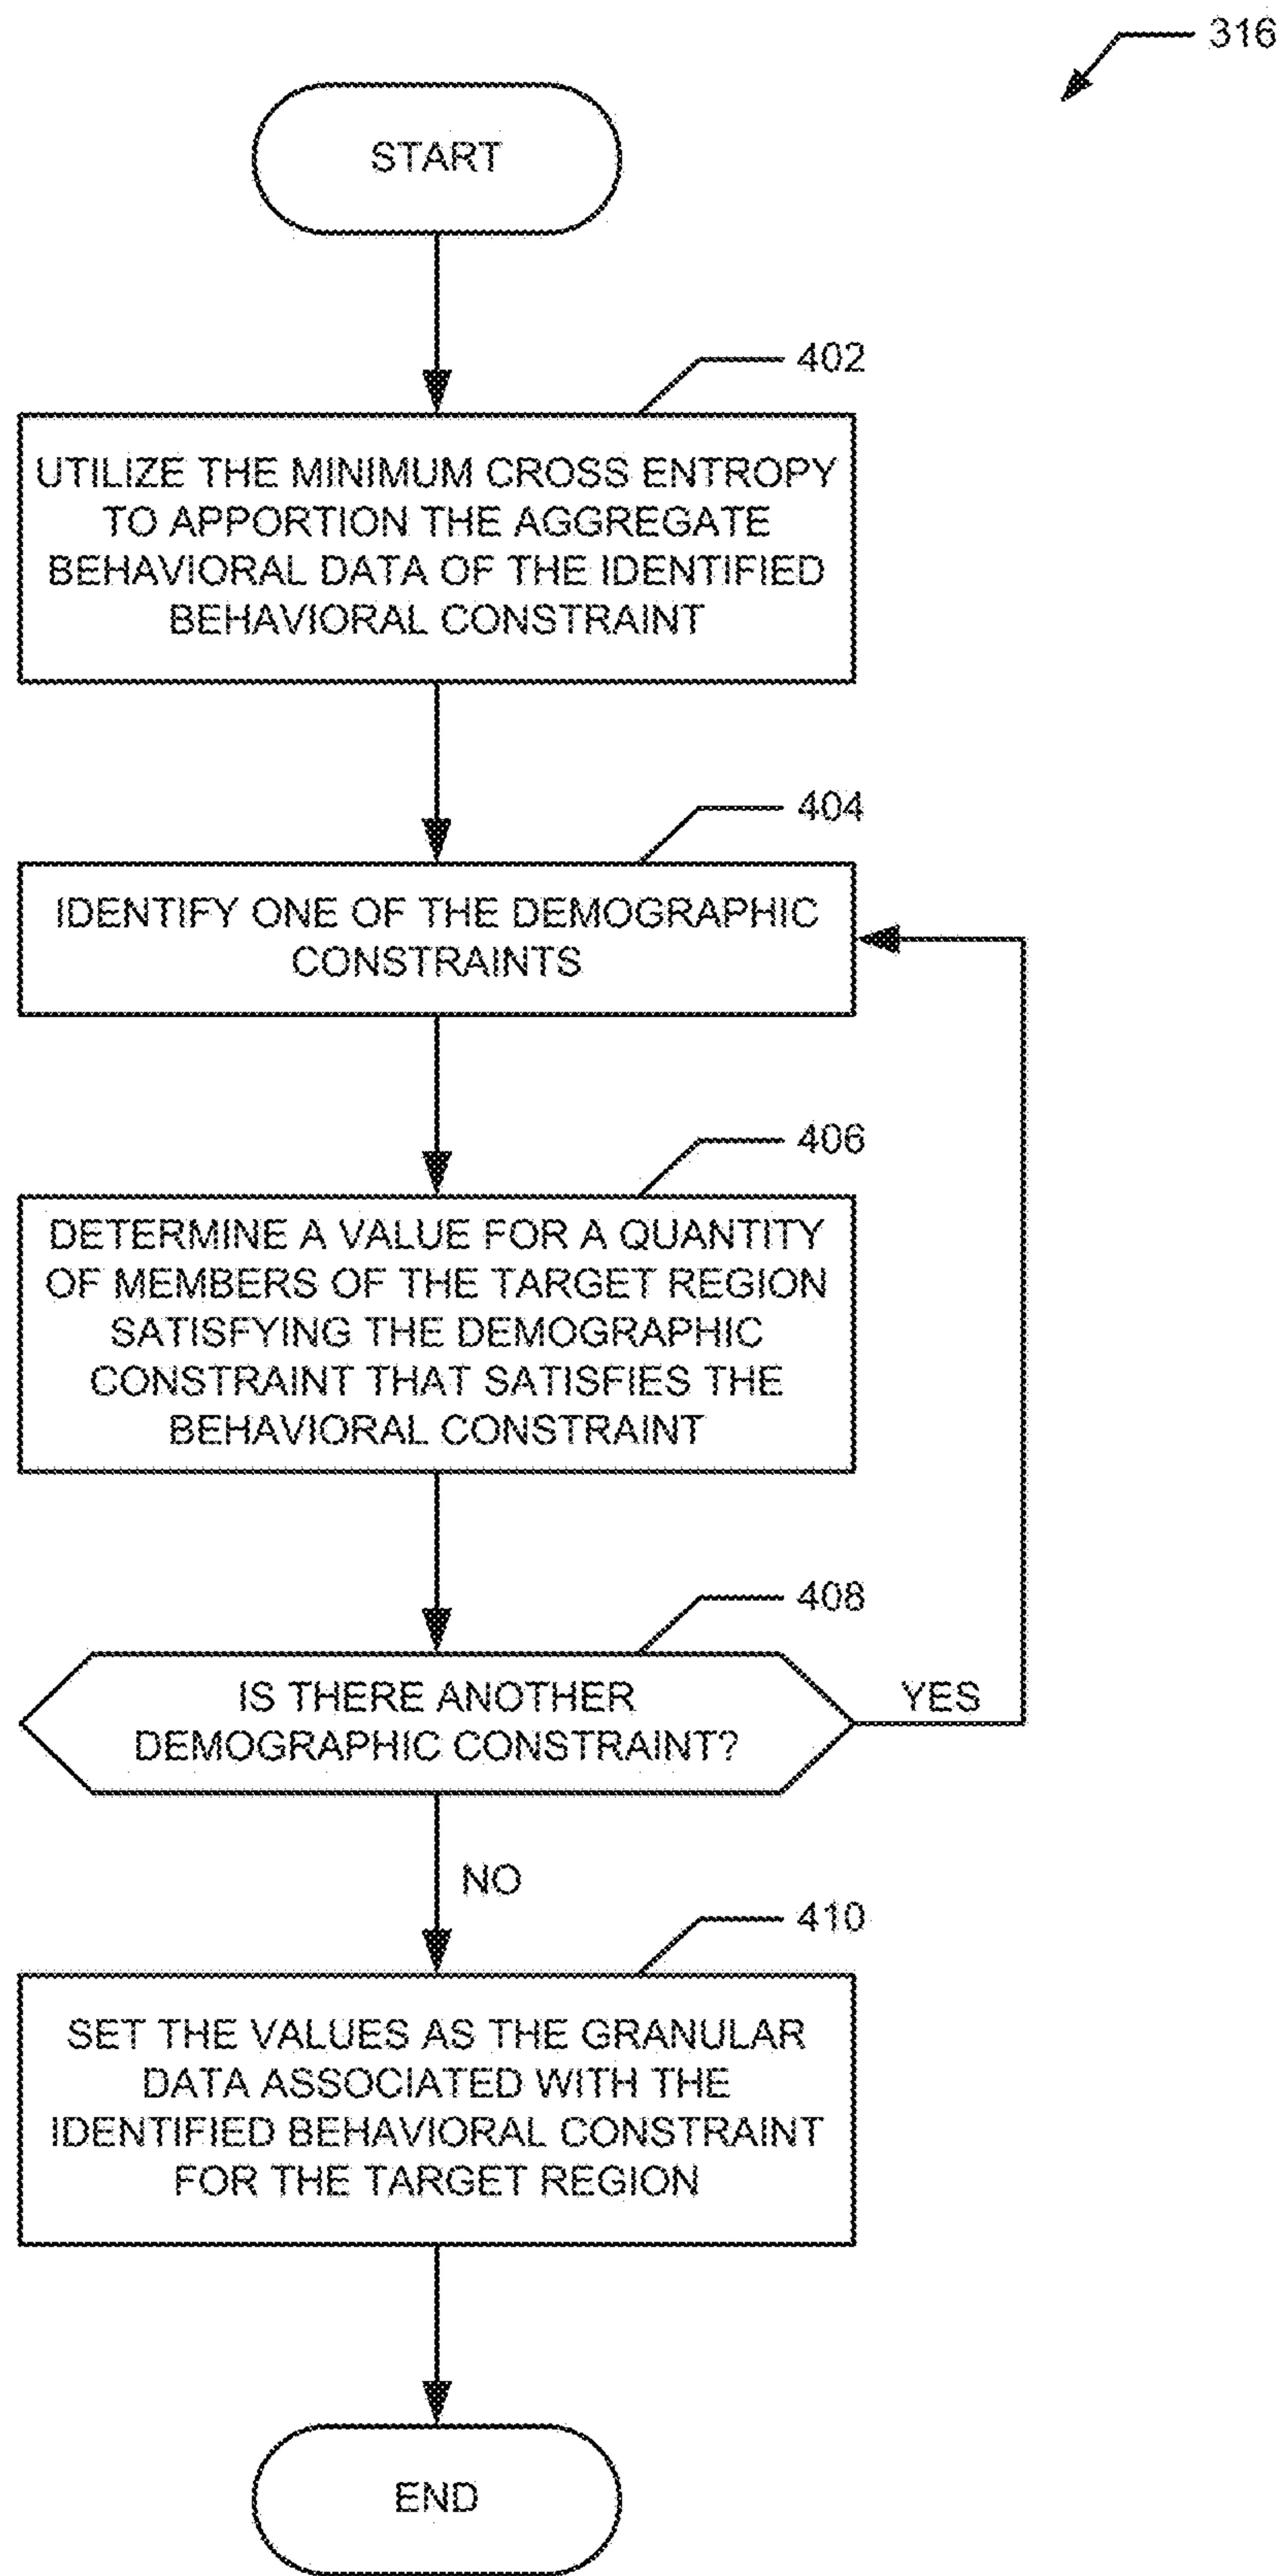 316
START
402
UTILIZE THE MINIMUM CROSS ENTROPY
TO APPORTION THE AGGREGATE
BEHAVIORAL DATA OF THE IDENTIFIED
BEHAVIORAL CONSTRAINT
404
IDENTIFY ONE OF THE DEMOGRAPHIC
CONSTRAINTS
406
DETERMINE A VALUE FOR A QUANTITY
OF MEMBERS OF THE TARGET REGION
SATISFYING THE DEMOGRAPHIC
CONSTRAINT THAT SATISFIES THE
BEHAVIORAL CONSTRAINT
408
IS THERE ANOTHER
DEMOGRAPHIC CONSTRAINT?
YES
NO
410
SET THE VALUES AS THE GRANULAR
DATA ASSOCIATED WITH THE
IDENTIFIED BEHAVIORAL CONSTRAINT
FOR THE TARGET REGION
END